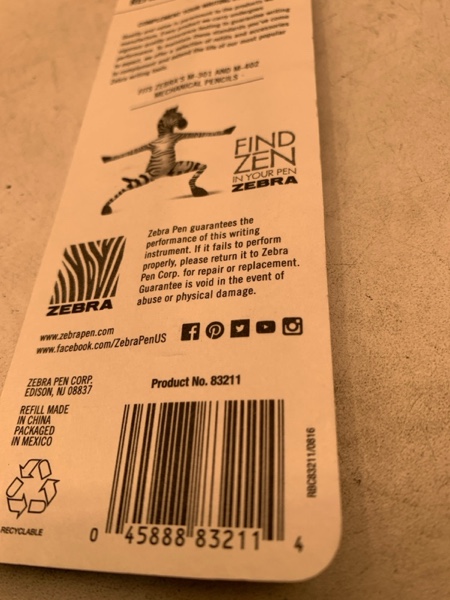 COMPLEMENT YOUR WRITING
FITS ZEBRA'S M-301 AND M-402
MECHANICAL PENCILS
FIND
ZEN
IN YOUR PEN
ZEBRA
Zebra Pen guarantees the
performance of this writing
instrument. If it fails to perform
properly, please return it to Zebra
Pen Corp. for repair or replacement.
Guarantee is void in the event of
abuse or physical damage.
ZEBRA
www.zebrapen.com
www.facebook.com/ZebraPenUS
ZEBRA PEN CORP.
EDISON, NJ 08837
Product No. 83211
REFILL MADE
IN CHINA
PACKAGED
IN MEXICO
RECYCLABLE
0 45888 83211 4
RBC83211/0816